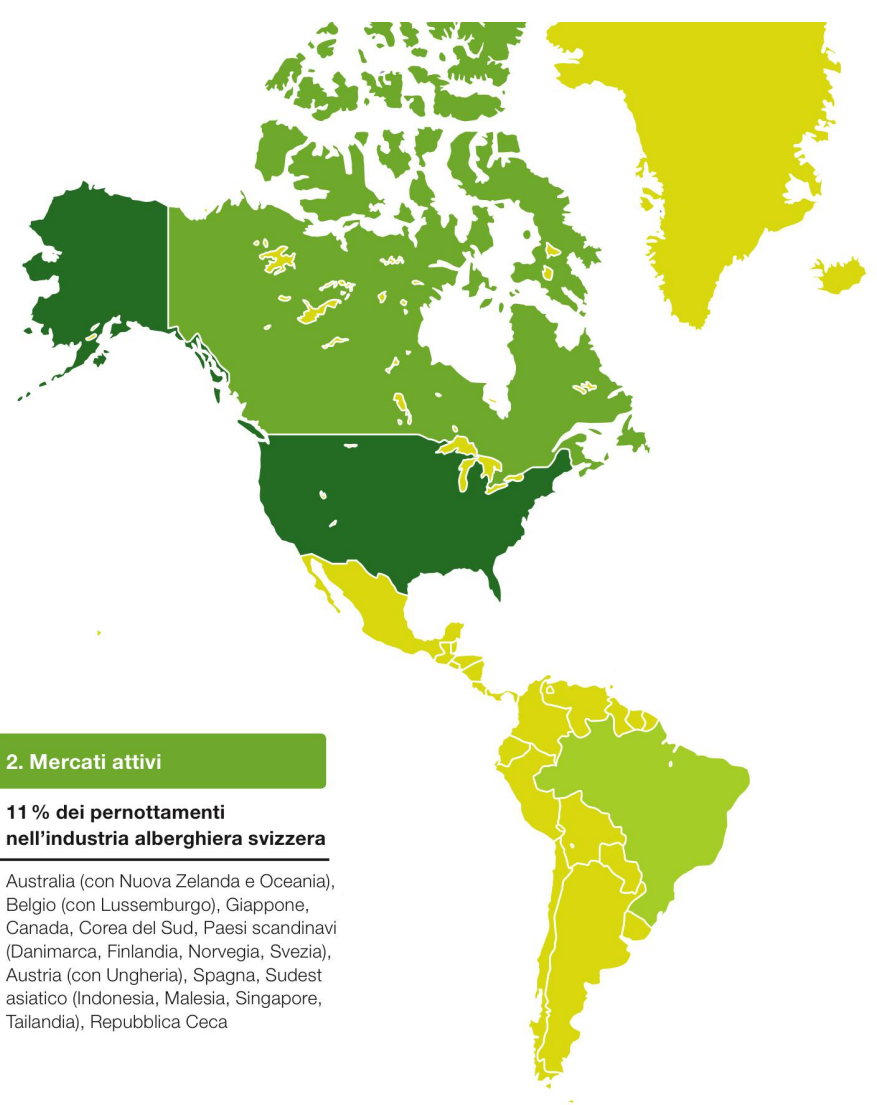 2. Mercati attivi
11 % dei pernottamenti
nell’industria alberghiera svizzera
Australia (con Nuova Zelanda e Oceania),
Belgio (con Lussemburgo), Giappone,
Canada, Corea del Sud, Paesi scandinavi
(Danimarca, Finlandia, Norvegia, Svezia),
Austria (con Ungheria), Spagna, Sudest
asiatico (Indonesia, Malesia, Singapore,
Tailandia), Repubblica Ceca